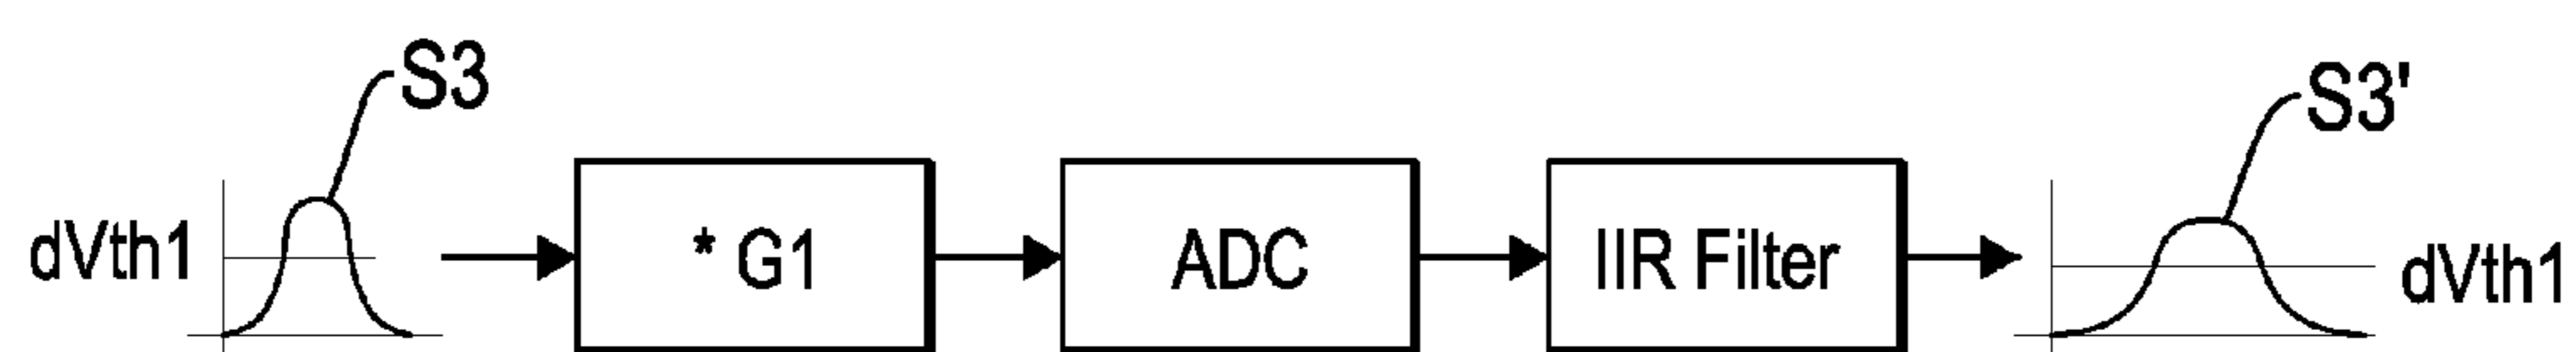 S3
dVth1
* G1
ADC
IIR Filter
S3'
dVth1